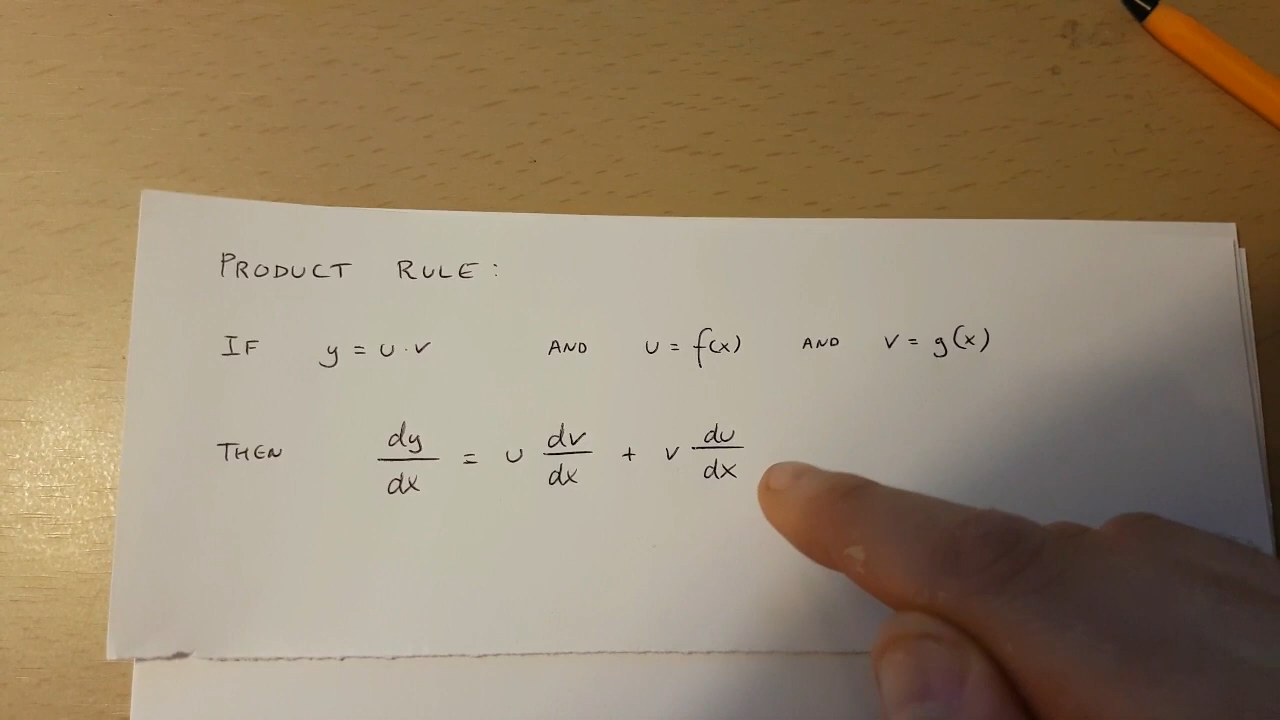 PRODUCT RULE:
IF y = u · v AND u = f(x) AND v = g(x)
THEN dy/dx = u dv/dx + v du/dx